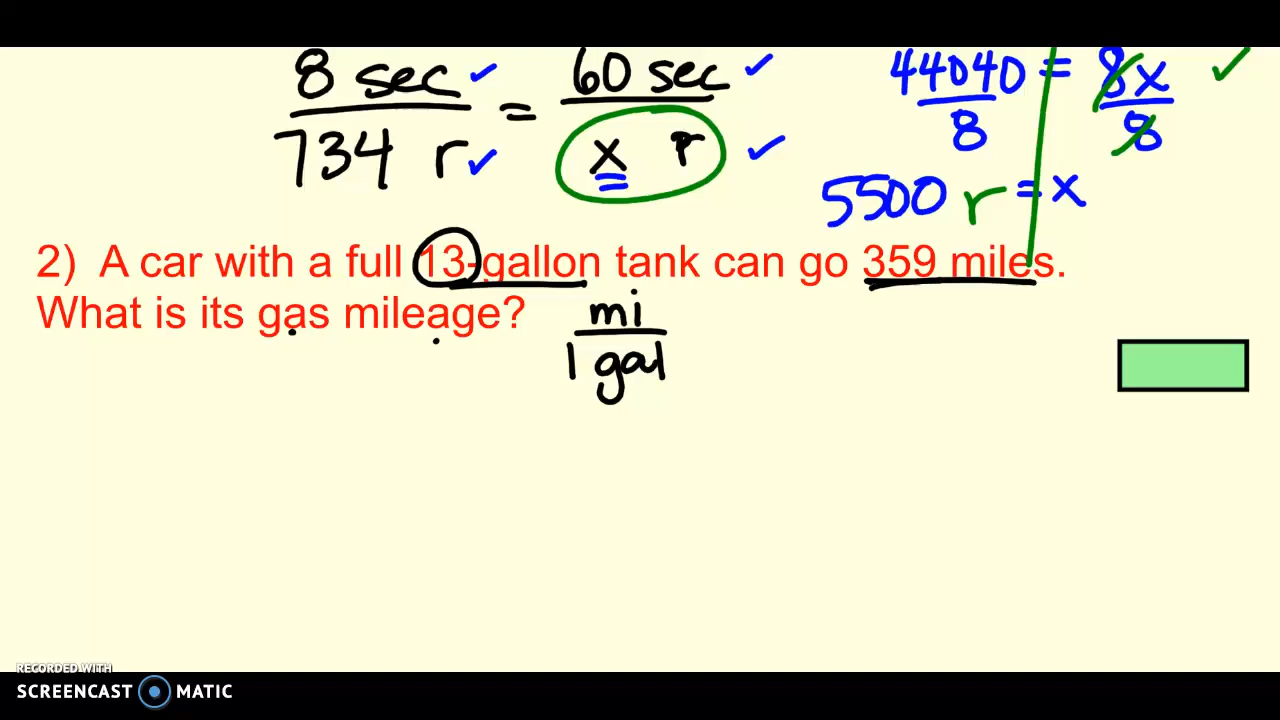 8 sec = 60 sec
734 r x r
44040 = 8x
8 8
5500 r = x
2) A car with a full 13-gallon tank can go 359 miles.
What is its gas mileage?
mi
1 gal
RECORDED WITH
SCREENCAST MATIC